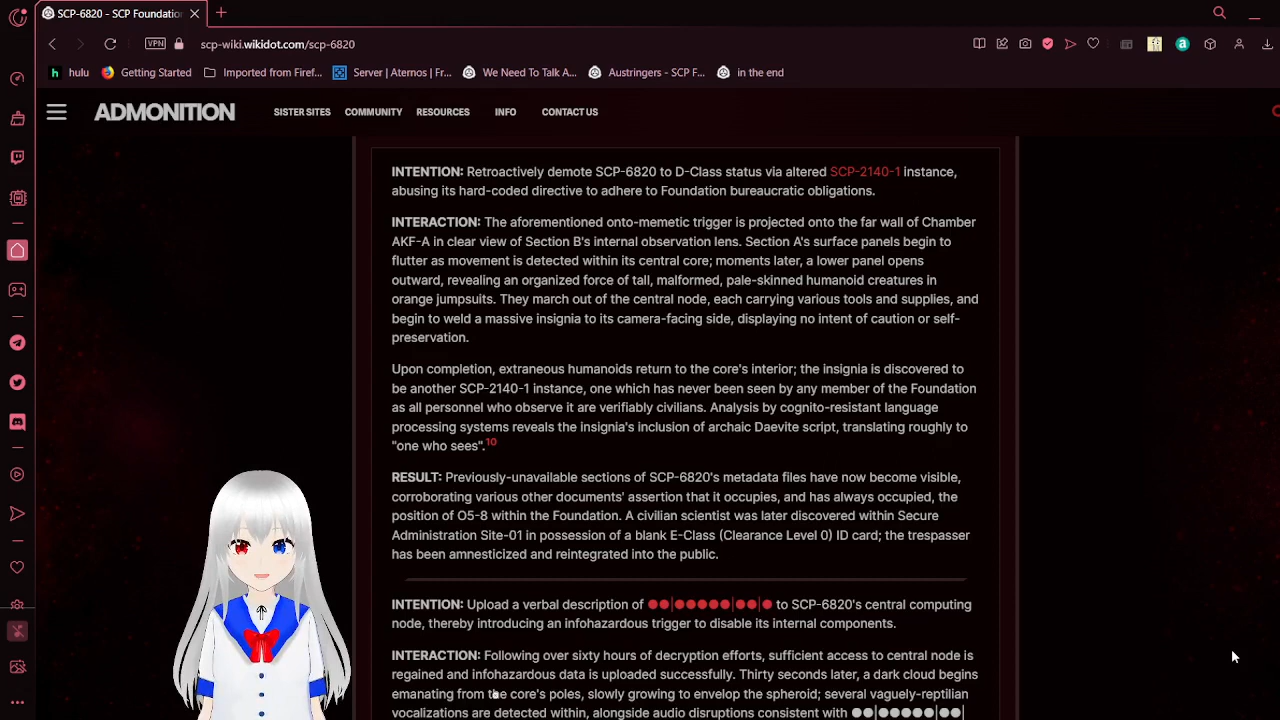 SCP-6820 - SCP Foundatio
VPN
scp-wiki.wikidot.com/scp-6820
hulu
Getting Started
Imported from Firef...
Server | Aternos | Fr...
We Need To Talk A...
Austringers - SCP F...
in the end
ADMONITION
SISTER SITES
COMMUNITY
RESOURCES
INFO
CONTACT US
INTENTION: Retroactively demote SCP-6820 to D-Class status via altered SCP-2140-1 instance,
abusing its hard-coded directive to adhere to Foundation bureaucratic obligations.
INTERACTION: The aforementioned onto-memetic trigger is projected onto the far wall of Chamber
AKF-A in clear view of Section B's internal observation lens. Section A's surface panels begin to
flutter as movement is detected within its central core; moments later, a lower panel opens
outward, revealing an organized force of tall, malformed, pale-skinned humanoid creatures in
orange jumpsuits. They march out of the central node, each carrying various tools and supplies, and
begin to weld a massive insignia to its camera-facing side, displaying no intent of caution or self-
preservation.
Upon completion, extraneous humanoids return to the core's interior; the insignia is discovered to
be another SCP-2140-1 instance, one which has never been seen by any member of the Foundation
as all personnel who observe it are verifiably civilians. Analysis by cognito-resistant language
processing systems reveals the insignia's inclusion of archaic Daevite script, translating roughly to
"one who sees".10
RESULT: Previously-unavailable sections of SCP-6820's metadata files have now become visible,
corroborating various other documents' assertion that it occupies, and has always occupied, the
position of O5-8 within the Foundation. A civilian scientist was later discovered within Secure
Administration Site-01 in possession of a blank E-Class (Clearance Level 0) ID card; the trespasser
has been amnesticized and reintegrated into the public.
INTENTION: Upload a verbal description of ●●|●●●●●|●●|● to SCP-6820's central computing
node, thereby introducing an infohazardous trigger to disable its internal components.
INTERACTION: Following over sixty hours of decryption efforts, sufficient access to central node is
regained and infohazardous data is uploaded successfully. Thirty seconds later, a dark cloud begins
emanating from the core's poles, slowly growing to envelop the spheroid; several vaguely-reptilian
vocalizations are detected within, alongside audio disruptions consistent with ●●|●●●●●|●●|